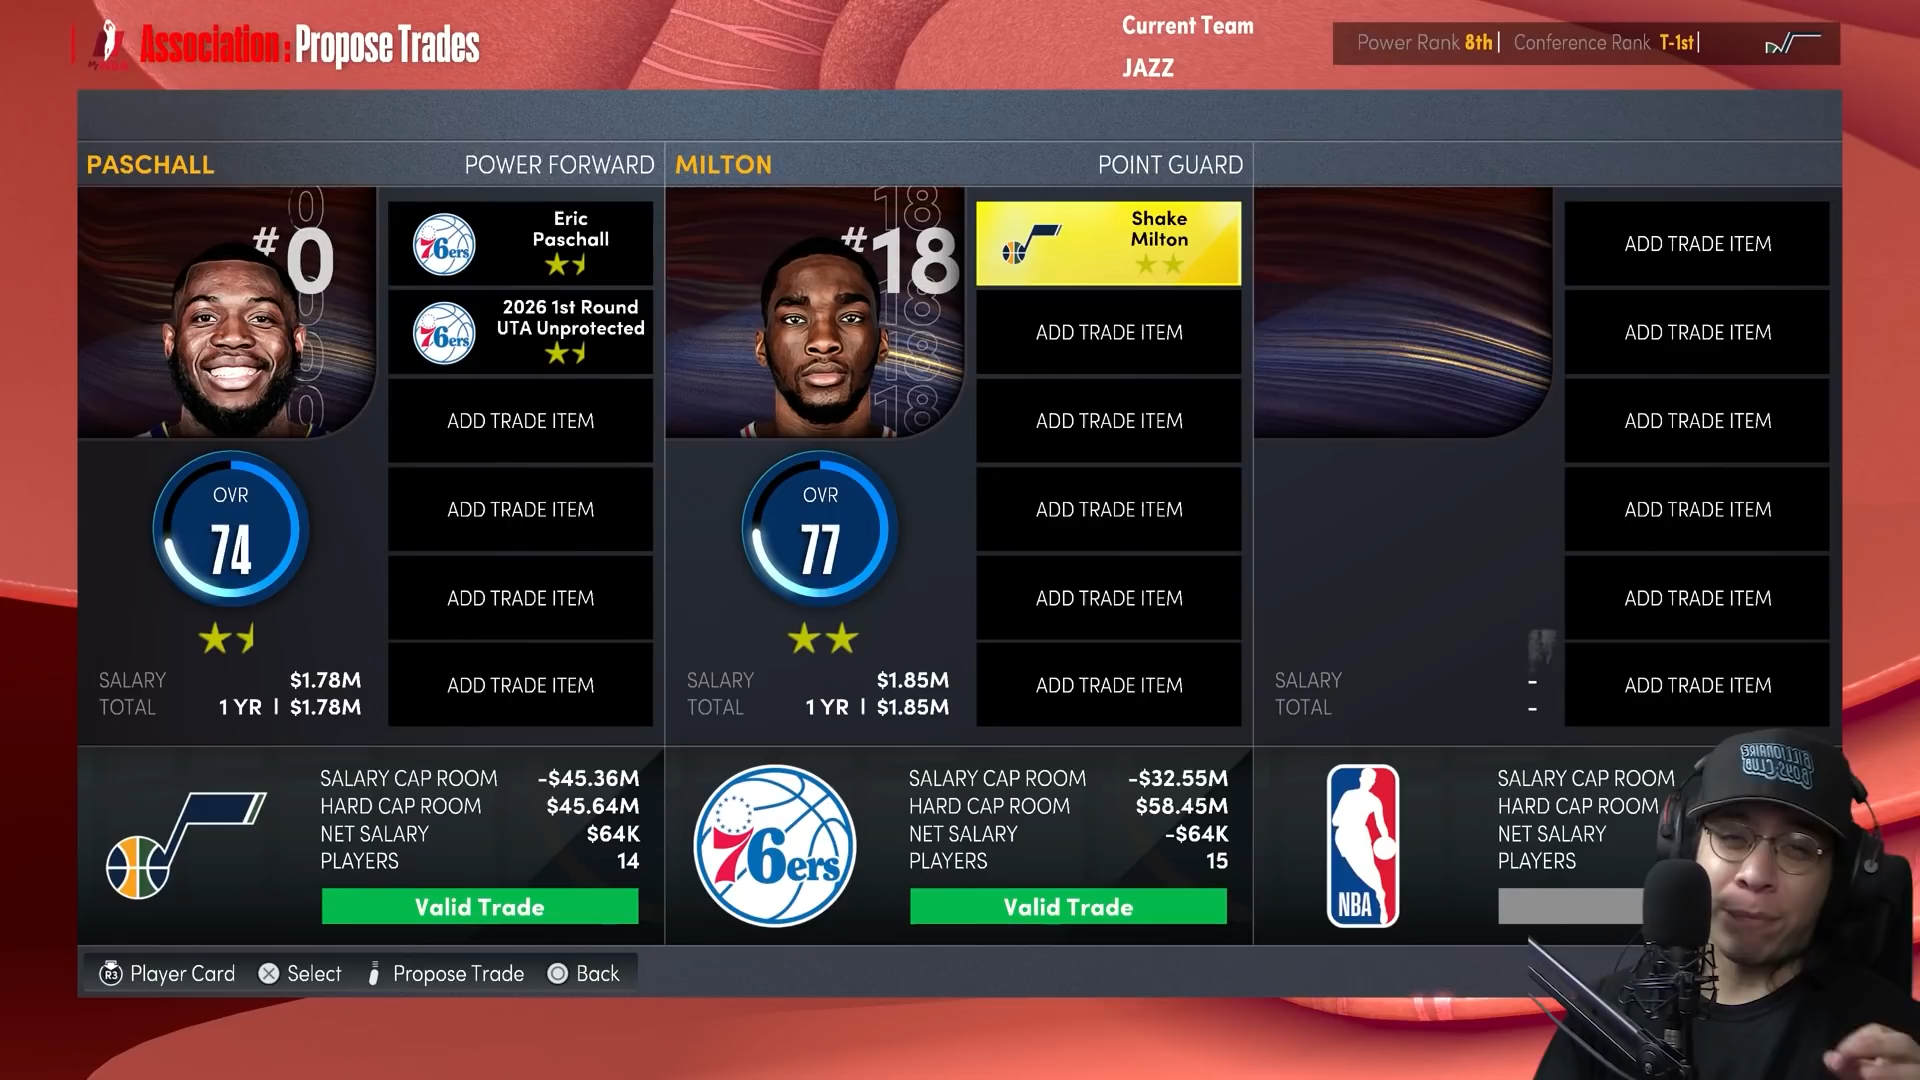 Association : Propose Trades
Current Team
JAZZ
Power Rank 8th | Conference Rank T-1st |
PASCHALL POWER FORWARD
#0
Eric
Paschall
2026 1st Round
UTA Unprotected
ADD TRADE ITEM
ADD TRADE ITEM
ADD TRADE ITEM
ADD TRADE ITEM
OVR
74
SALARY $1.78M
TOTAL 1 YR | $1.78M
MILTON POINT GUARD
#18
Shake
Milton
ADD TRADE ITEM
ADD TRADE ITEM
ADD TRADE ITEM
ADD TRADE ITEM
ADD TRADE ITEM
OVR
77
SALARY $1.85M
TOTAL 1 YR | $1.85M
ADD TRADE ITEM
ADD TRADE ITEM
ADD TRADE ITEM
ADD TRADE ITEM
ADD TRADE ITEM
ADD TRADE ITEM
SALARY -
TOTAL -
SALARY CAP ROOM -$45.36M
HARD CAP ROOM $45.64M
NET SALARY $64K
PLAYERS 14
Valid Trade
76ers
SALARY CAP ROOM -$32.55M
HARD CAP ROOM $58.45M
NET SALARY -$64K
PLAYERS 15
Valid Trade
NBA
SALARY CAP ROOM
HARD CAP ROOM
NET SALARY
PLAYERS
BILLIONAIRE
BOYS CLUB
R3 Player Card Select Propose Trade Back